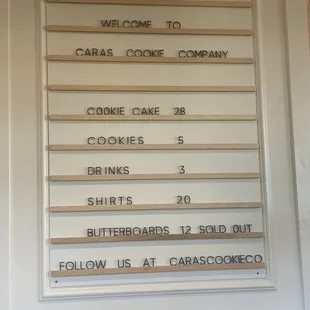 WELCOME TO
CARAS COOKIE COMPANY
COOKIE CAKE 28
COOKIES 5
DRINKS 3
SHIRTS 20
BUTTERBOARDS 12 SOLD OUT
FOLLOW US AT CARASCOOKIECO